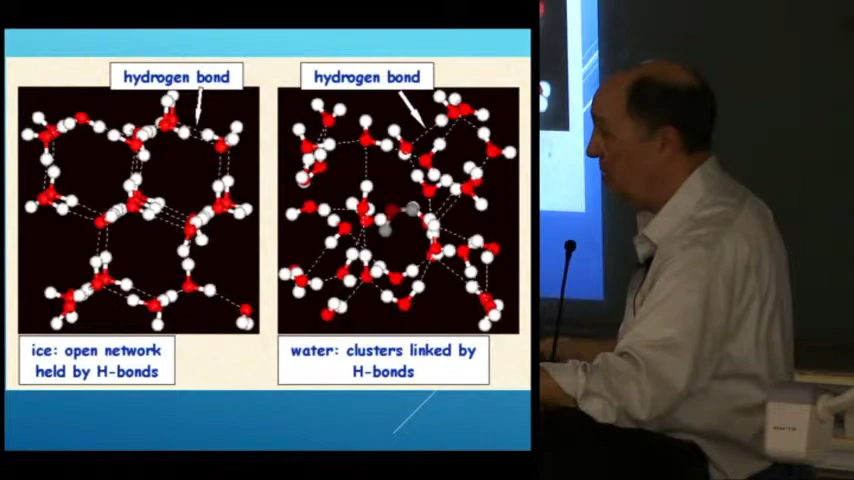 hydrogen bond
hydrogen bond
ice: open network
held by H-bonds
water: clusters linked by
H-bonds